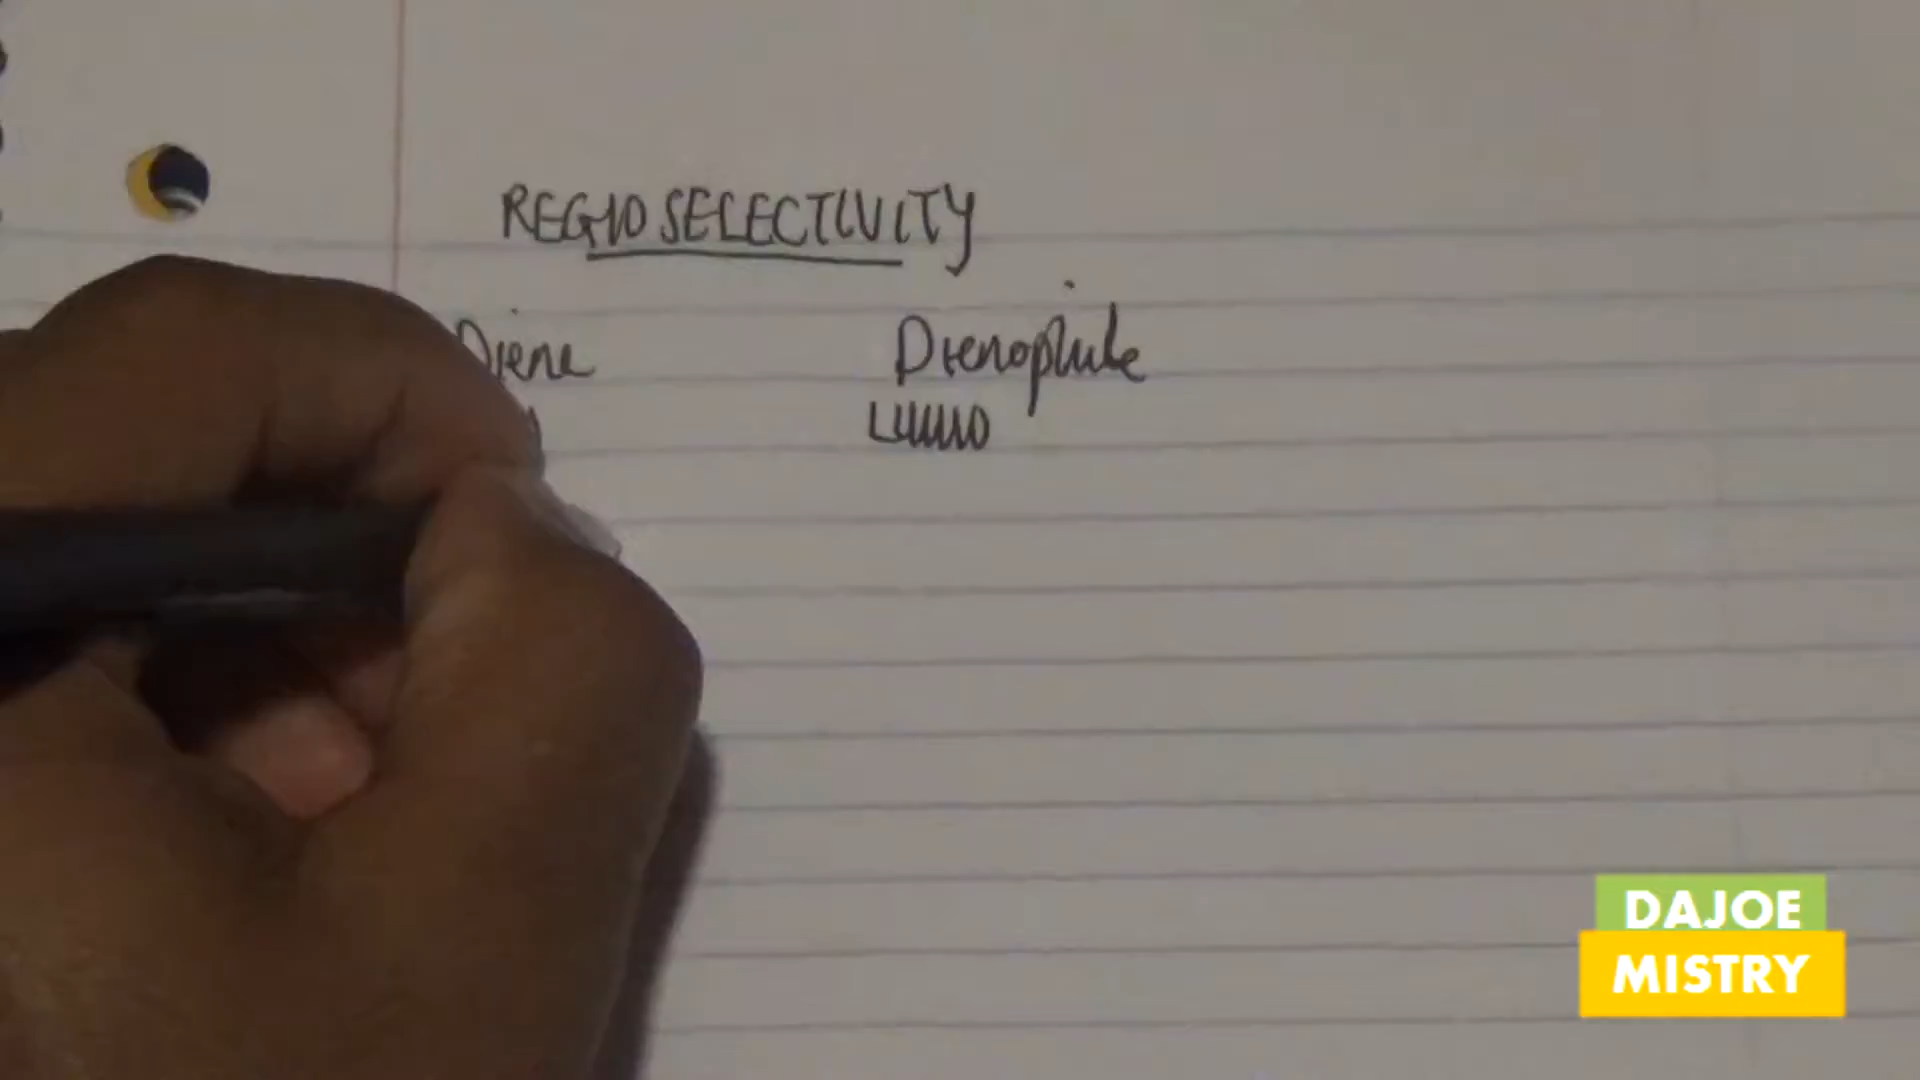 REGIOSELECTIVITY
Diene Dienophile
LUMO
DAJOE
MISTRY